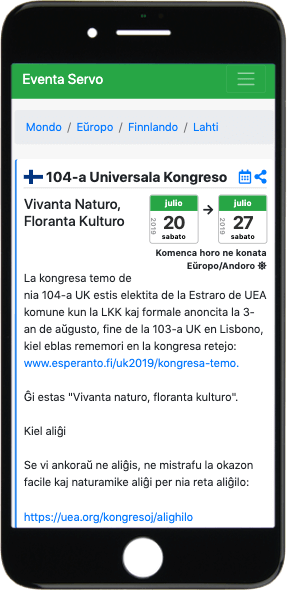 Eventa Servo
Mondo / Eŭropo / Finnlando / Lahti
104-a Universala Kongreso
Vivanta Naturo,
Floranta Kulturo
julio
2019
20
sabato
julio
2019
27
sabato
Komenca horo ne konata
Eŭropo/Andoro
La kongresa temo de
nia 104-a UK estis elektita de la Estraro de UEA
komune kun la LKK kaj formale anoncita la 3-
an de aŭgusto, fine de la 103-a UK en Lisbono,
kiel eblas rememori en la kongresa retejo:
www.esperanto.fi/uk2019/kongresa-temo.
Ĝi estas "Vivanta naturo, floranta kulturo".
Kiel aliĝi
Se vi ankoraŭ ne aliĝis, ne mistrafu la okazon
facile kaj naturamike aliĝi per nia reta aliĝilo:
https://uea.org/kongresoj/alighilo